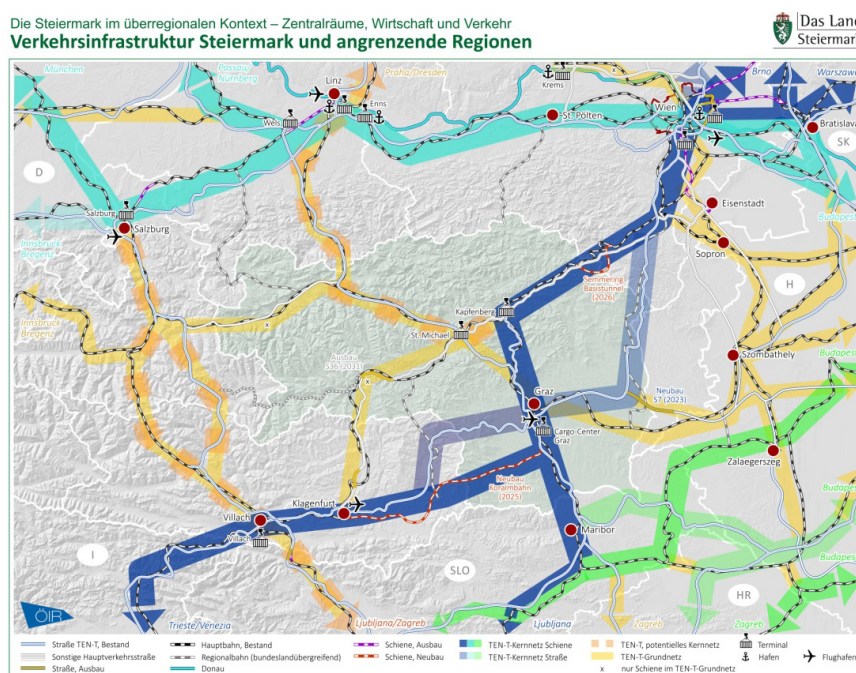 Die Steiermark im überregionalen Kontext – Zentralräume, Wirtschaft und Verkehr
Verkehrsinfrastruktur Steiermark und angrenzende Regionen
Das Land
Steiermark
München
Passau/
Nürnberg
Linz
Praha/Dresden
Krems
Wien
Brno
Warszawa
Enns
Wels
St. Pölten
Bratislava
SK
D
Salzburg
Salzburg
Eisenstadt
Budapest
Innsbruck
Bregenz
Sopron
Semmering
Basistunnel
(2026)
H
Innsbruck
Bregenz
Kapfenberg
St. Michael
x
Ausbau
S36 (2031)
x
Szombathely
Budapest
Neubau
S7 (2023)
Graz
Cargo-Center
Graz
Zalaegerszeg
Neubau
Koralmbahn
(2025)
Budapest
Klagenfurt
Villach
Villach
Maribor
I
SLO
Budapest
HR
ÖIR
Trieste/Venezia
Ljubljana/Zagreb
Ljubljana
Zagreb
Zagreb
Straße TEN-T, Bestand
Hauptbahn, Bestand
Schiene, Ausbau
TEN-T-Kernnetz Schiene
TEN-T, potentielles Kernnetz
Terminal
Sonstige Hauptverkehrsstraße
Regionalbahn (bundeslandübergreifend)
Schiene, Neubau
TEN-T-Kernnetz Straße
TEN-T-Grundnetz
Hafen
Flughafen
Straße, Ausbau
Donau
x nur Schiene im TEN-T-Grundnetz